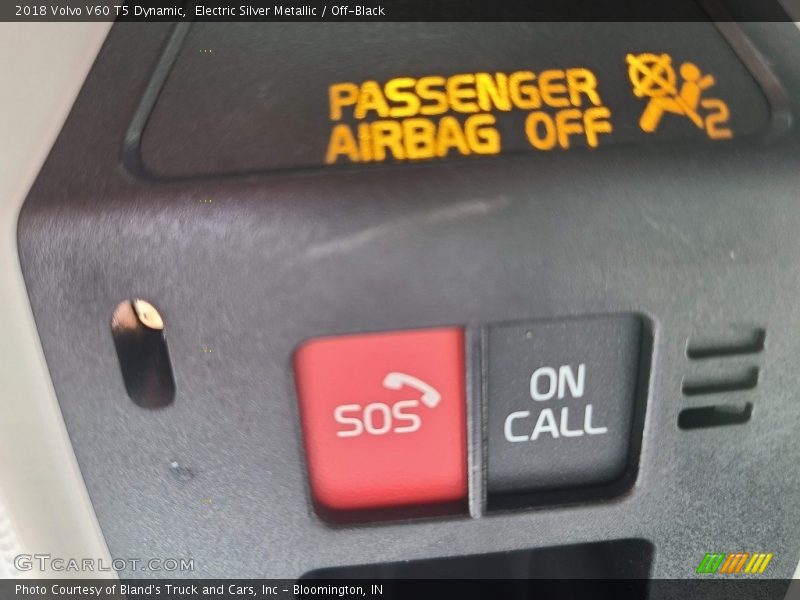 2018 Volvo V60 T5 Dynamic, Electric Silver Metallic / Off-Black
PASSENGER
AIRBAG OFF
2
SOS
ON
CALL
GTCARLOT.COM
Photo Courtesy of Bland's Truck and Cars, Inc - Bloomington, IN